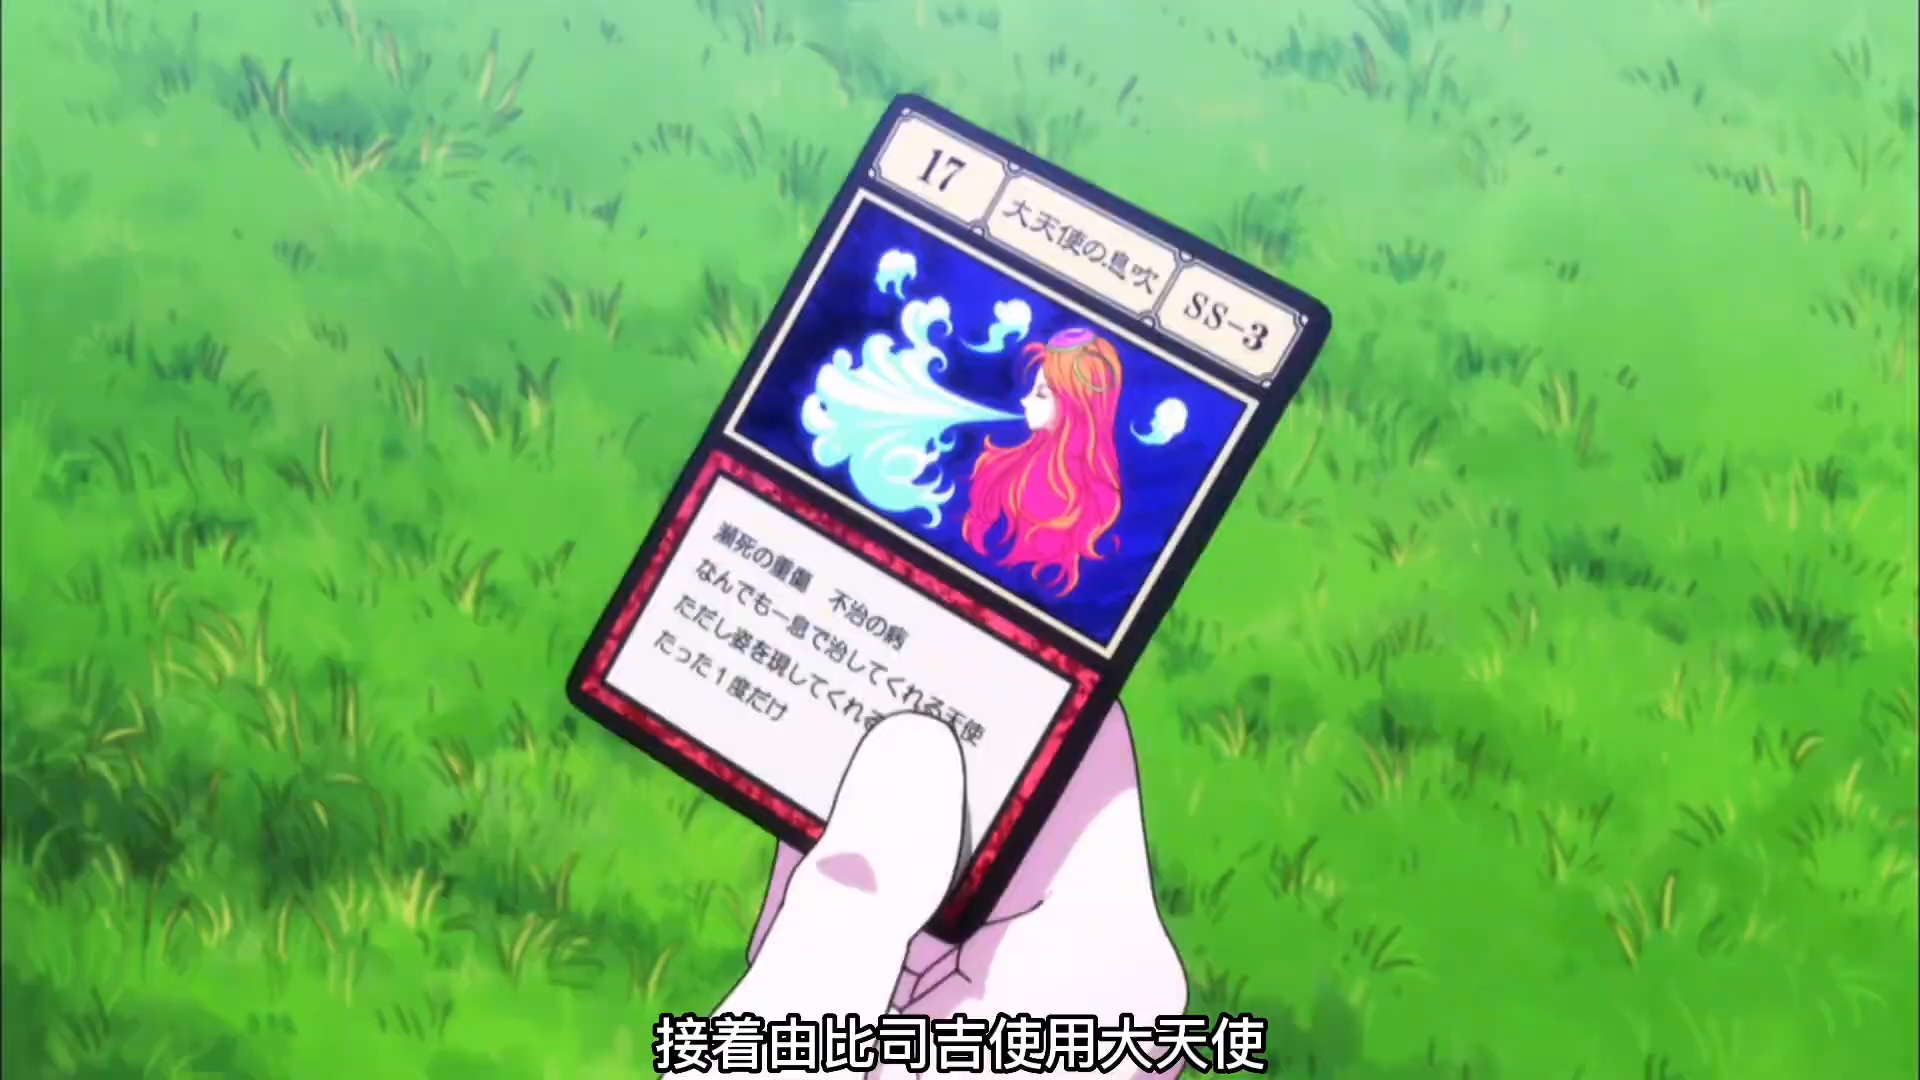 17
大天使の息吹
SS-3
瀕死の重傷 不治の病
なんでも一息で治してくれる天使
ただし姿を現してくれる
たった1度だけ
接着由比司吉使用大天使